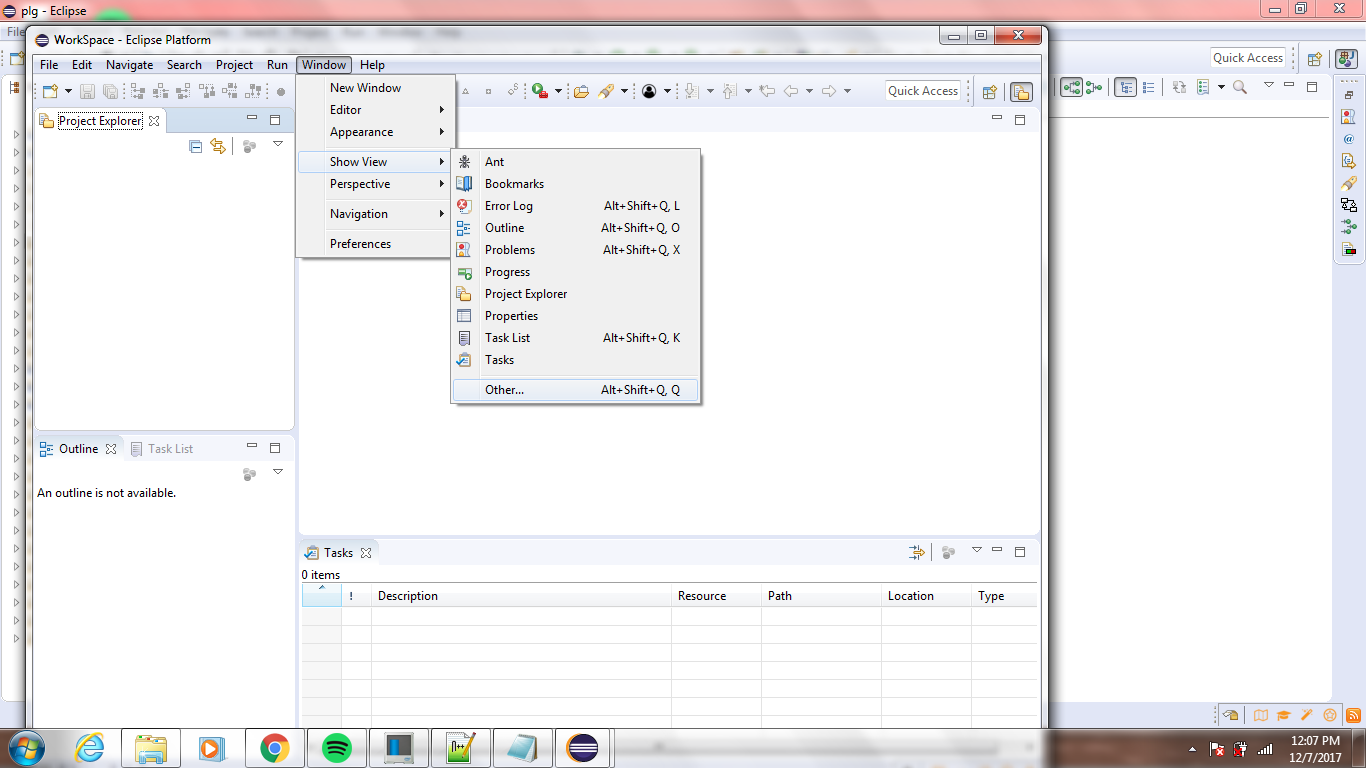 plg - Eclipse
File
WorkSpace - Eclipse Platform
File Edit Navigate Search Project Run Window Help
Quick Access
Quick Access
New Window
Editor
Appearance
Show View
Perspective
Navigation
Preferences
Project Explorer
Ant
Bookmarks
Error Log Alt+Shift+Q, L
Outline Alt+Shift+Q, O
Problems Alt+Shift+Q, X
Progress
Project Explorer
Properties
Task List Alt+Shift+Q, K
Tasks
Other... Alt+Shift+Q, Q
Outline Task List
An outline is not available.
Tasks
0 items
! Description Resource Path Location Type
12:07 PM
12/7/2017